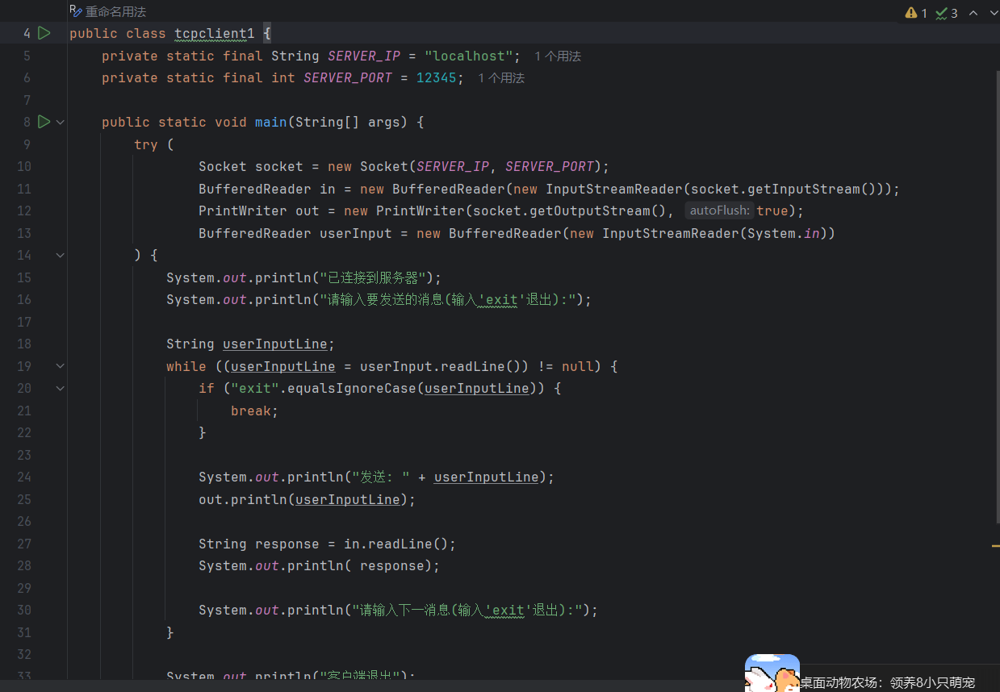 重命名用法
1 3
4 public class tcpclient1 {
5 private static final String SERVER_IP = "localhost"; 1 个用法
6 private static final int SERVER_PORT = 12345; 1 个用法
7
8 public static void main(String[] args) {
9 try (
10 Socket socket = new Socket(SERVER_IP, SERVER_PORT);
11 BufferedReader in = new BufferedReader(new InputStreamReader(socket.getInputStream()));
12 PrintWriter out = new PrintWriter(socket.getOutputStream(), autoFlush: true);
13 BufferedReader userInput = new BufferedReader(new InputStreamReader(System.in))
14 ) {
15 System.out.println("已连接到服务器");
16 System.out.println("请输入要发送的消息(输入'exit'退出):");
17
18 String userInputLine;
19 while ((userInputLine = userInput.readLine()) != null) {
20 if ("exit".equalsIgnoreCase(userInputLine)) {
21 break;
22 }
23
24 System.out.println("发送: " + userInputLine);
25 out.println(userInputLine);
26
27 String response = in.readLine();
28 System.out.println( response);
29
30 System.out.println("请输入下一消息(输入'exit'退出):");
31 }
32
33 System.out.println("客户端退出");
桌面动物农场：领养8小只萌宠